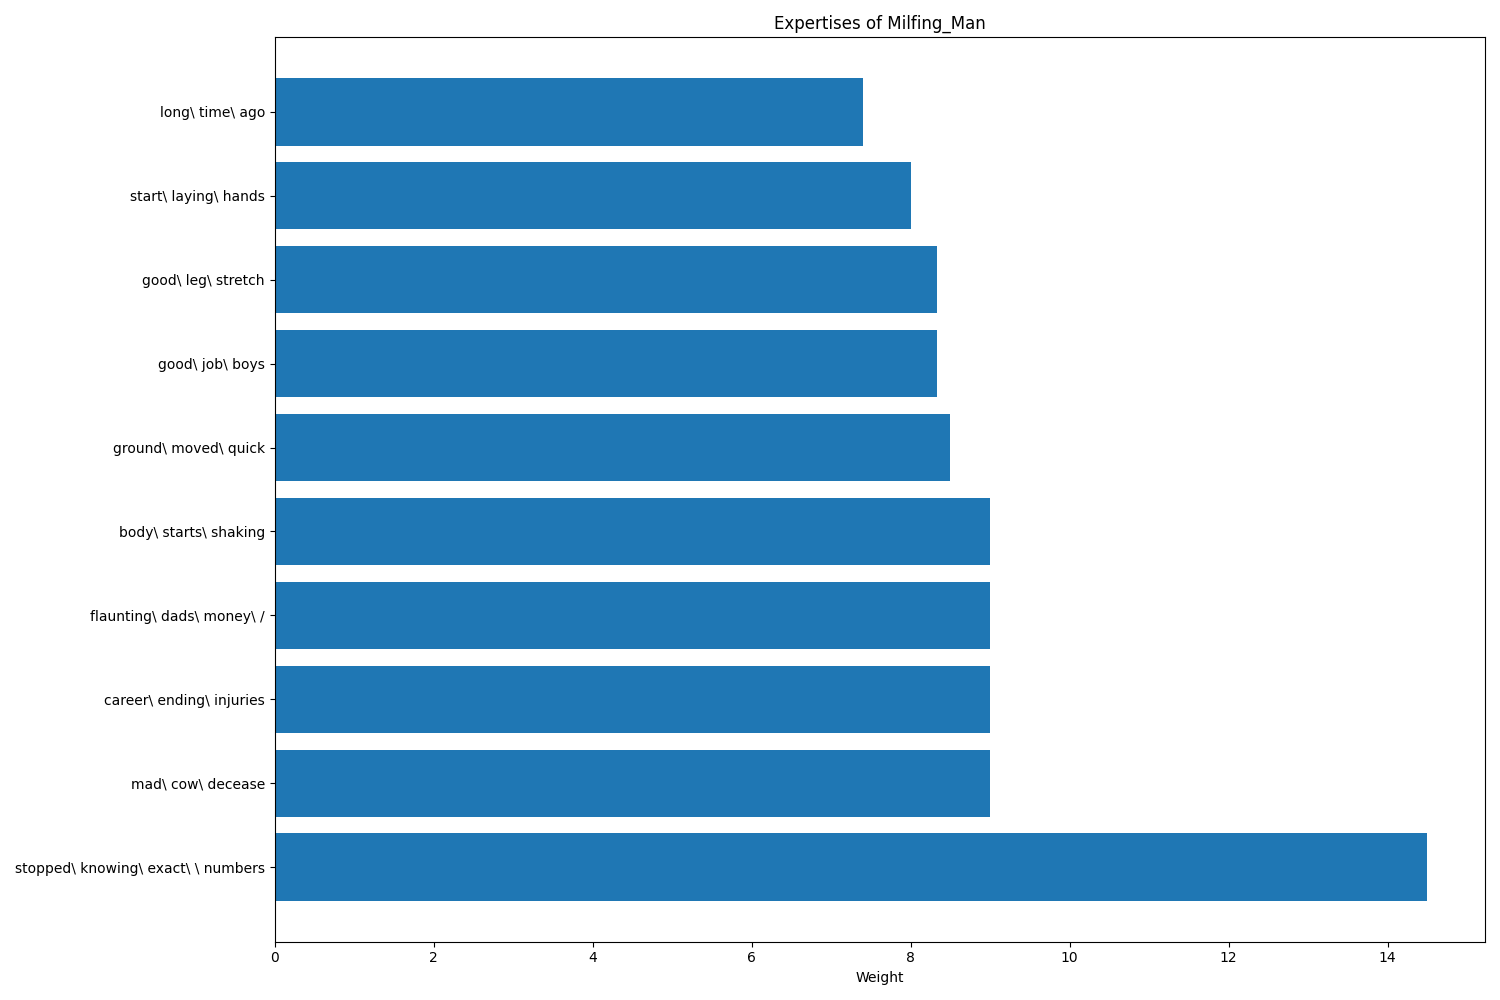 Expertises of Milfing_Man
long\ time\ ago
start\ laying\ hands
good\ leg\ stretch
good\ job\ boys
ground\ moved\ quick
body\ starts\ shaking
flaunting\ dads\ money\ /
career\ ending\ injuries
mad\ cow\ decease
stopped\ knowing\ exact\ \ numbers
0 2 4 6 8 10 12 14
Weight